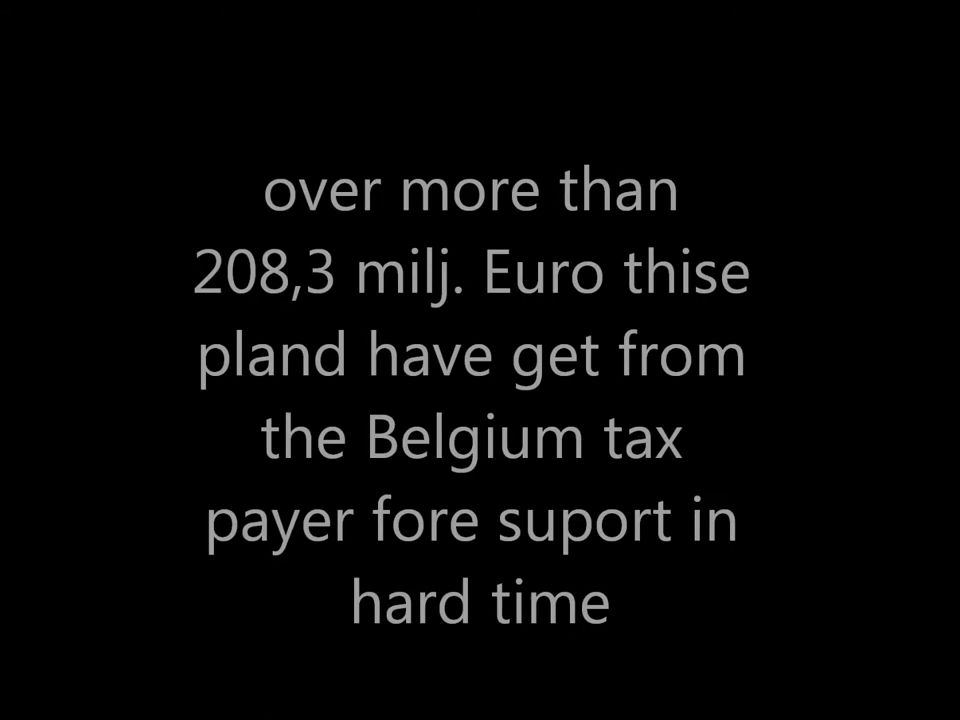 over more than
208,3 milj. Euro thise
pland have get from
the Belgium tax
payer fore suport in
hard time